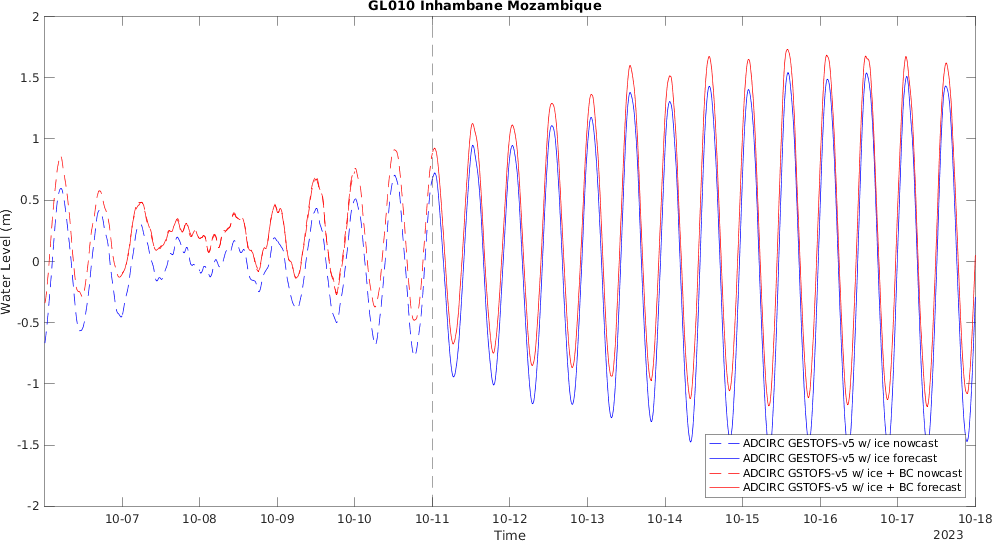 GL010 Inhambane Mozambique
2
1.5
1
0.5
0
-0.5
-1
-1.5
-2
Water Level (m)
ADCIRC GESTOFS-v5 w/ ice nowcast
ADCIRC GESTOFS-v5 w/ ice forecast
ADCIRC GSTOFS-v5 w/ ice + BC nowcast
ADCIRC GSTOFS-v5 w/ ice + BC forecast
10-07 10-08 10-09 10-10 10-11 10-12 10-13 10-14 10-15 10-16 10-17 10-18
Time
2023